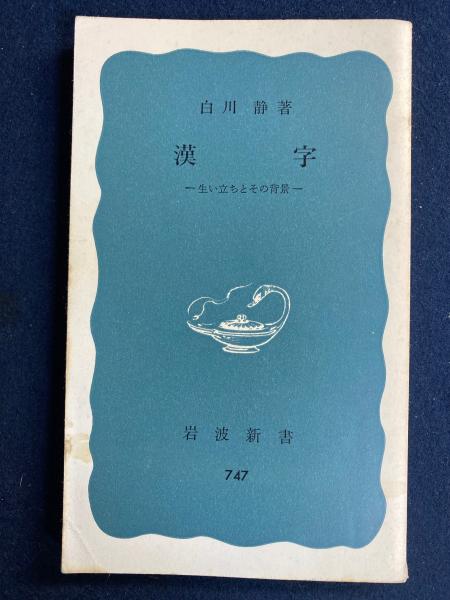 白川 静著
漢字
―生い立ちとその背景―
岩波新書
747